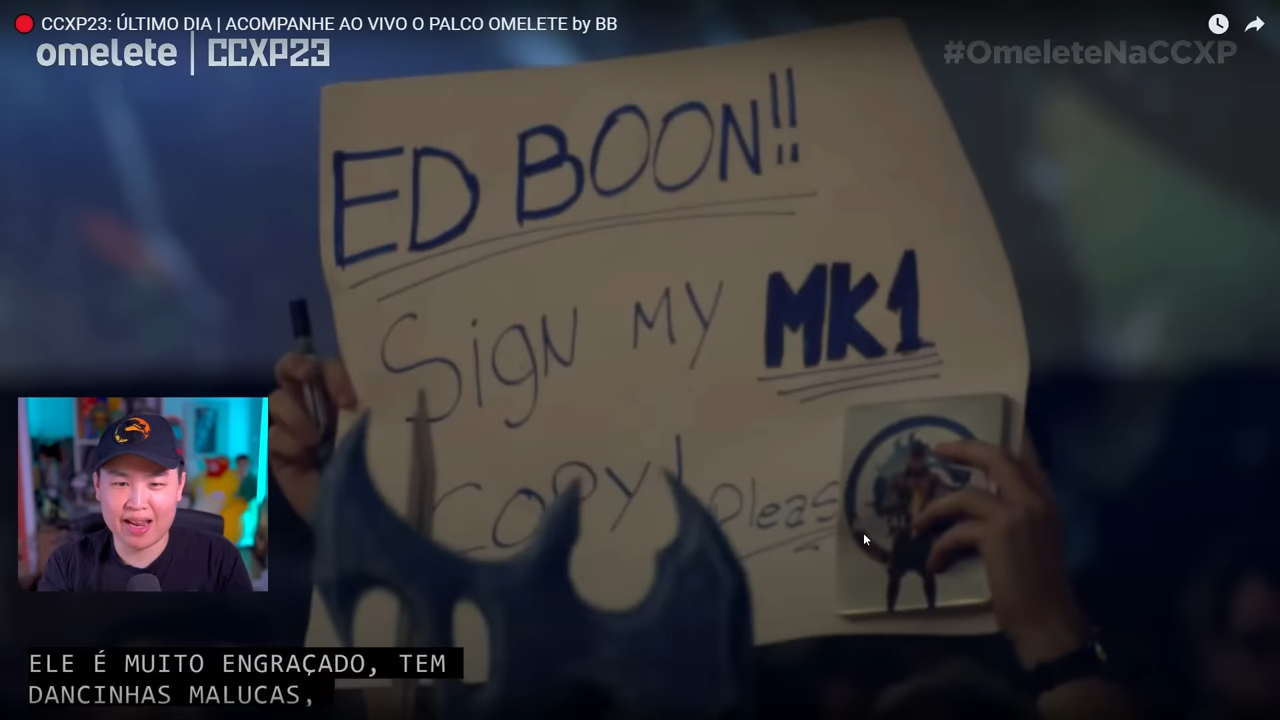 CCXP23: ÚLTIMO DIA | ACOMPANHE AO VIVO O PALCO OMELETE by BB
omelete | CCXP23
#OmeleteNaCCXP
ED BOON!!
SIGN MY MK1
COPY! Pleas
ELE É MUITO ENGRAÇADO, TEM
DANCINHAS MALUCAS,